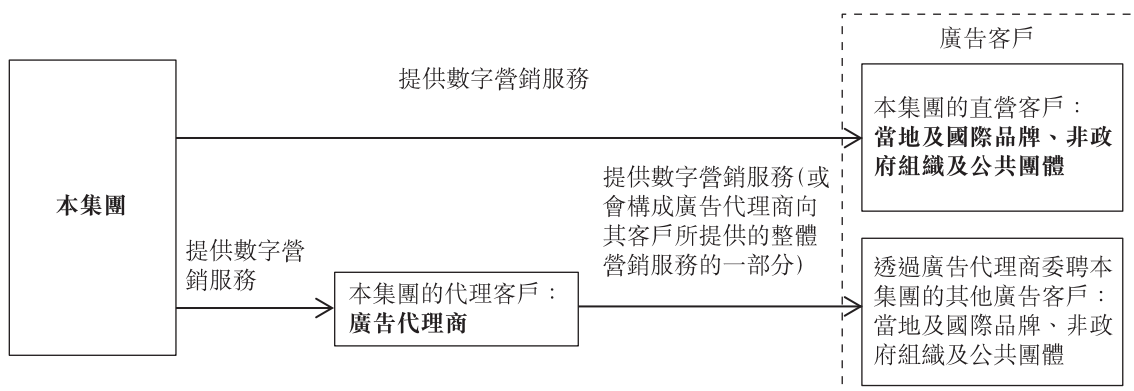 廣告客戶
提供數字營銷服務
本集團的直營客戶：
當地及國際品牌、非政
府組織及公共團體
本集團
提供數字營銷服務(或
會構成廣告代理商向
其客戶所提供的整體
營銷服務的一部分)
提供數字營
銷服務
本集團的代理客戶：
廣告代理商
透過廣告代理商委聘本
集團的其他廣告客戶：
當地及國際品牌、非政
府組織及公共團體